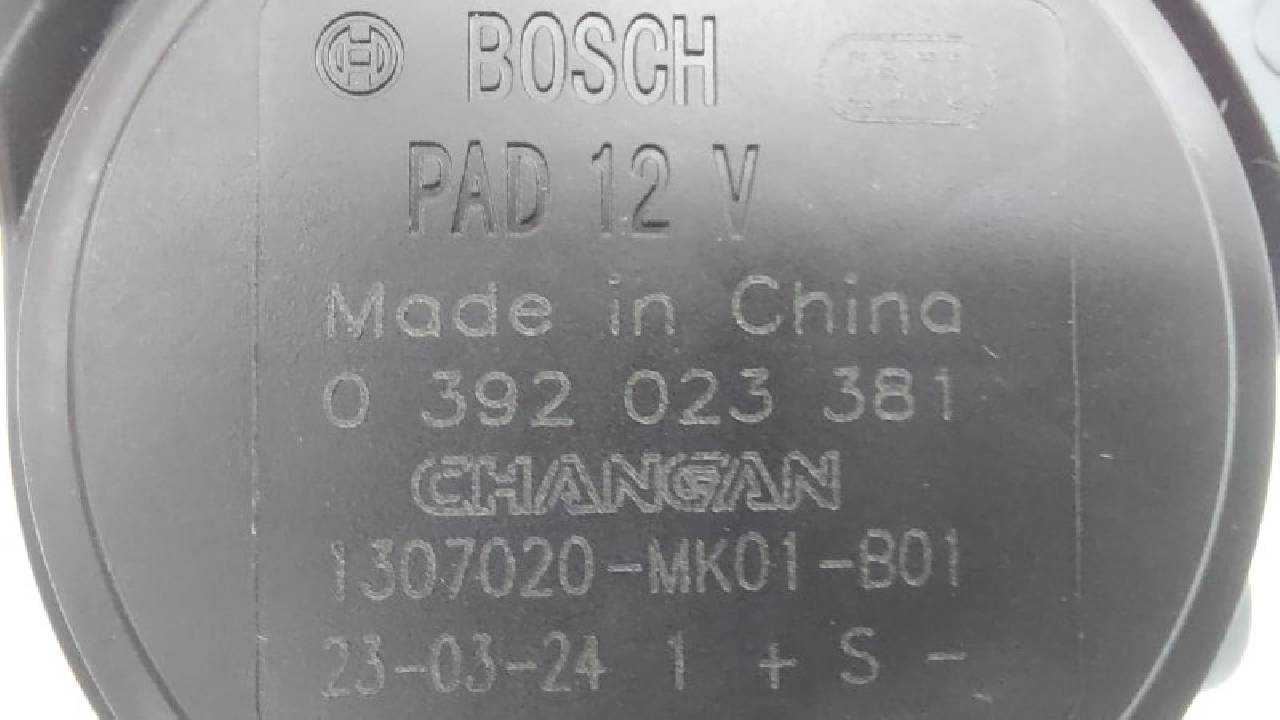 BOSCH
PAD 12 V
Made in China
0 392 023 381
CHANGAN
1307020-MK01-B01
23-03-24 1 + S -